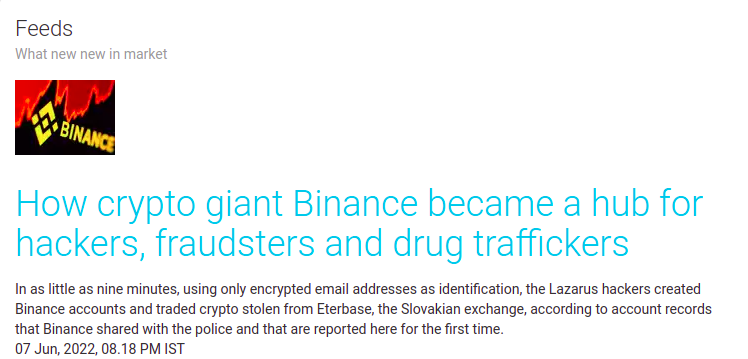 Feeds
What new new in market
BINANCE
How crypto giant Binance became a hub for
hackers, fraudsters and drug traffickers
In as little as nine minutes, using only encrypted email addresses as identification, the Lazarus hackers created
Binance accounts and traded crypto stolen from Eterbase, the Slovakian exchange, according to account records
that Binance shared with the police and that are reported here for the first time.
07 Jun, 2022, 08.18 PM IST